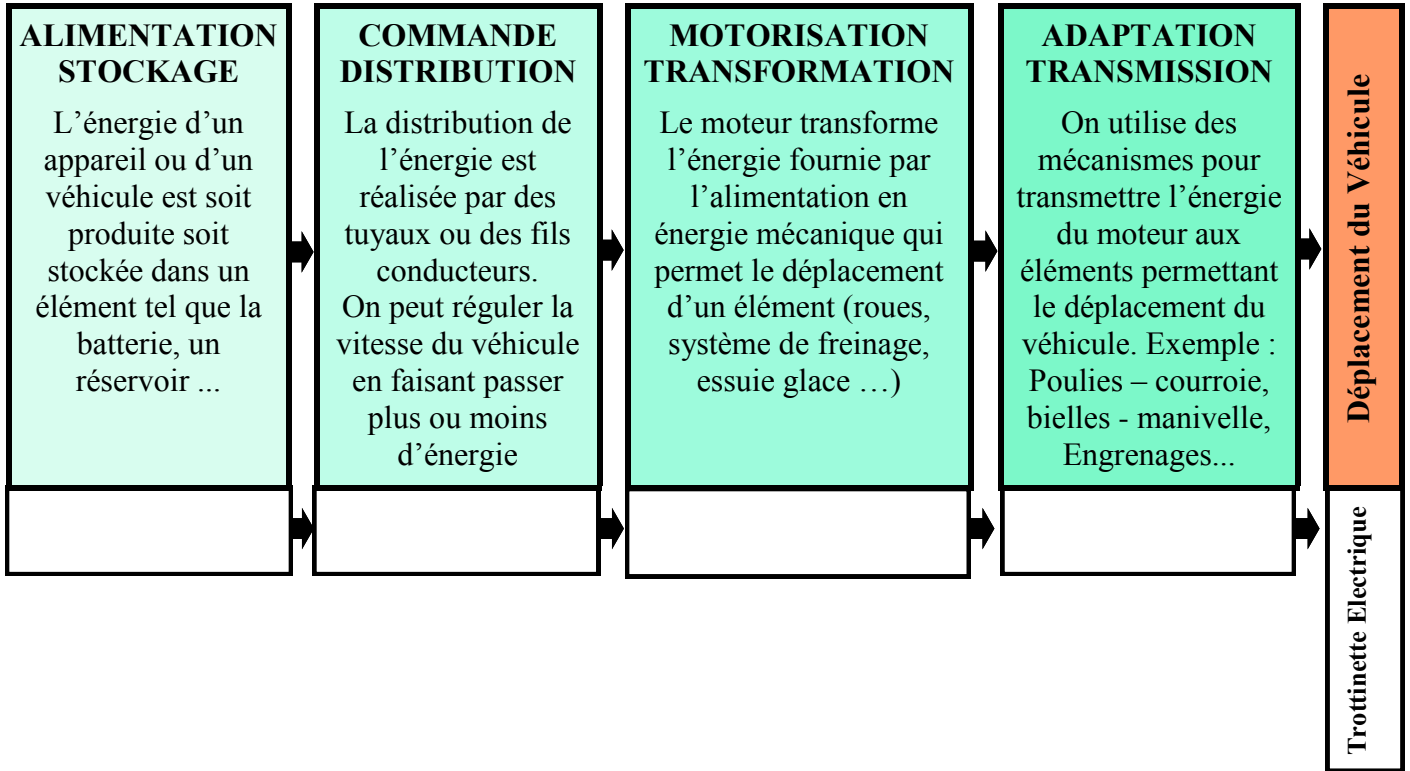 ALIMENTATION
STOCKAGE
L’énergie d’un
appareil ou d’un
véhicule est soit
produite soit
stockée dans un
élément tel que la
batterie, un
réservoir ...
COMMANDE
DISTRIBUTION
La distribution de
l’énergie est
réalisée par des
tuyaux ou des fils
conducteurs.
On peut réguler la
vitesse du véhicule
en faisant passer
plus ou moins
d’énergie
MOTORISATION
TRANSFORMATION
Le moteur transforme
l’énergie fournie par
l’alimentation en
énergie mécanique qui
permet le déplacement
d’un élément (roues,
système de freinage,
essuie glace …)
ADAPTATION
TRANSMISSION
On utilise des
mécanismes pour
transmettre l’énergie
du moteur aux
éléments permettant
le déplacement du
véhicule. Exemple :
Poulies – courroie,
bielles - manivelle,
Engrenages...
Déplacement du Véhicule
Trottinette Electrique